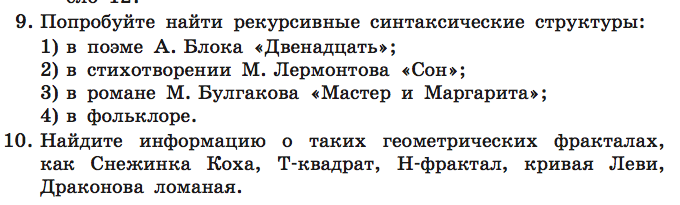 9. Попробуйте найти рекурсивные синтаксические структуры:
1) в поэме А. Блока «Двенадцать»;
2) в стихотворении М. Лермонтова «Сон»;
3) в романе М. Булгакова «Мастер и Маргарита»;
4) в фольклоре.
10. Найдите информацию о таких геометрических фракталах,
как Снежинка Коха, Т-квадрат, Н-фрактал, кривая Леви,
Драконова ломаная.